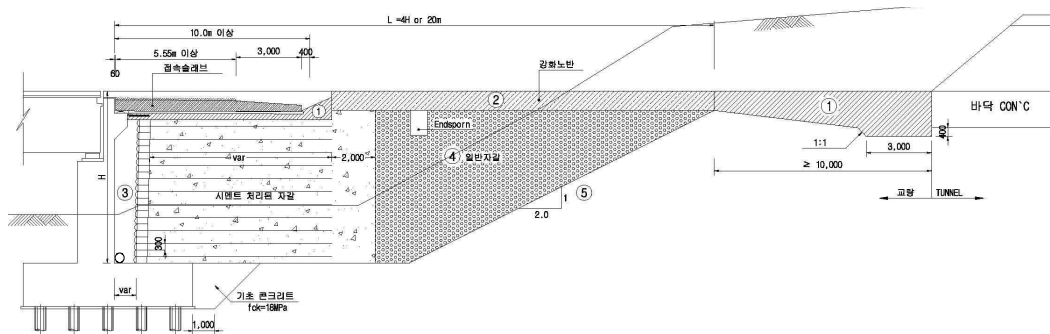 L =4H or 20m
10.0m 이상
5.55m 이상
3,000
400
60
접속슬래브
강화노반
①
②
①
바닥 CON`C
Endsporn
400
1:1
3,000
var
2,000
④ 일반자갈
≥ 10,000
H
③
시멘트 처리된 자갈
⑤
1
2.0
교량
TUNNEL
300
var
기초 콘크리트
fck=18MPa
1,000